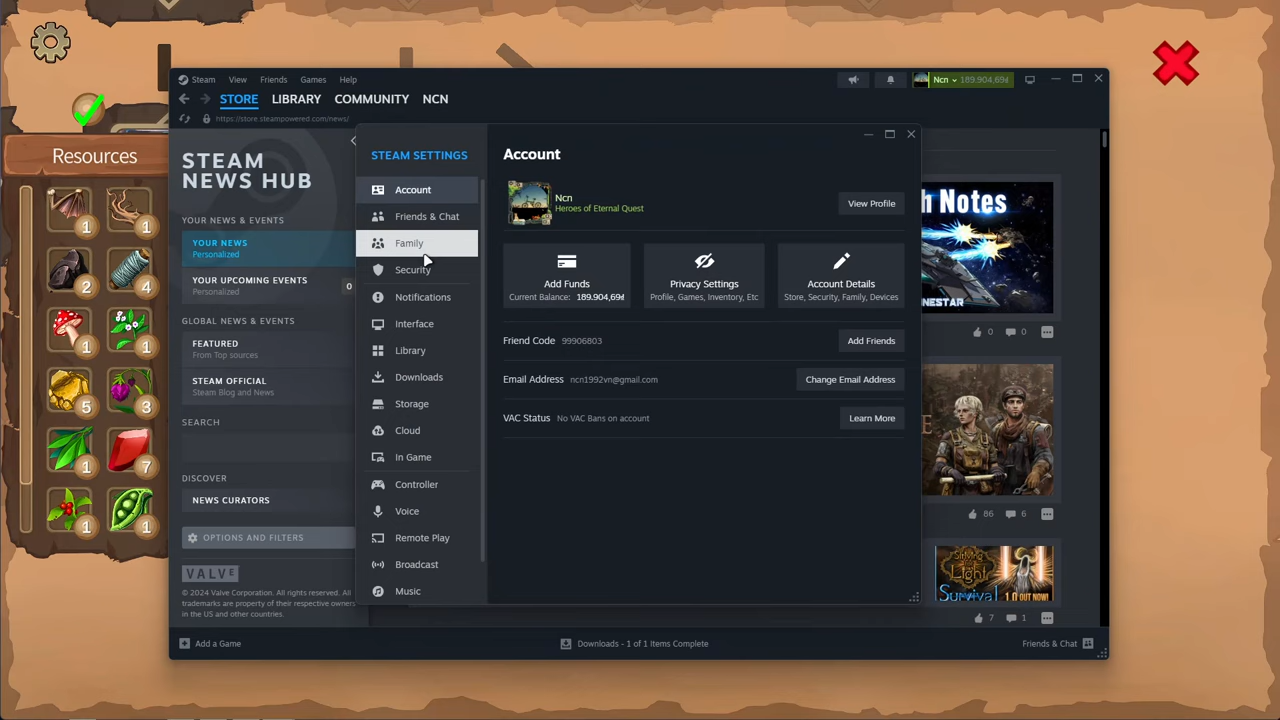 Steam View Friends Games Help
Ncn 189.904,69₫
STORE LIBRARY COMMUNITY NCN
https://store.steampowered.com/news/
Resources
1 1
2 4
1 1
5 3
1 7
1 1
STEAM
NEWS HUB
YOUR NEWS & EVENTS
YOUR NEWS
Personalized
YOUR UPCOMING EVENTS
Personalized
0
GLOBAL NEWS & EVENTS
FEATURED
From Top sources
STEAM OFFICIAL
Steam Blog and News
SEARCH
DISCOVER
NEWS CURATORS
OPTIONS AND FILTERS
VALVE
© 2024 Valve Corporation. All rights reserved. All
trademarks are property of their respective owners
in the US and other countries.
STEAM SETTINGS
Account
Friends & Chat
Family
Security
Notifications
Interface
Library
Downloads
Storage
Cloud
In Game
Controller
Voice
Remote Play
Broadcast
Music
Account
Ncn
Heroes of Eternal Quest
View Profile
Add Funds
Current Balance: 189.904,69₫
Privacy Settings
Profile, Games, Inventory, Etc
Account Details
Store, Security, Family, Devices
Friend Code 99906803
Add Friends
Email Address ncn1992vn@gmail.com
Change Email Address
VAC Status No VAC Bans on account
Learn More
h Notes
0 0
86 6
Light
Survival
1.0 OUT NOW!
7 1
Add a Game
Downloads - 1 of 1 Items Complete
Friends & Chat